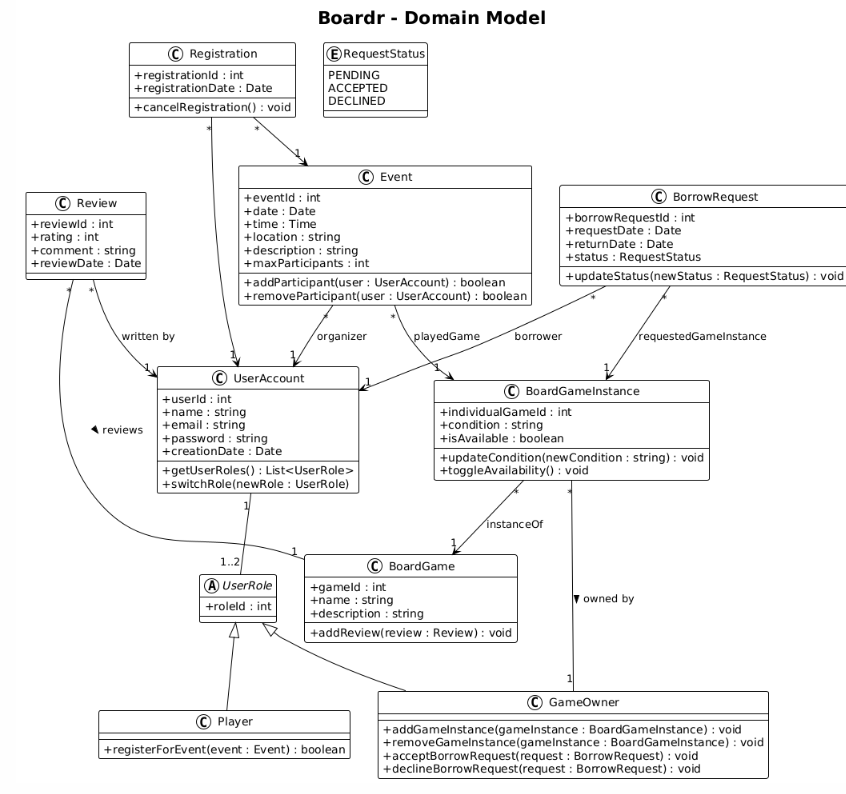 Boardr - Domain Model
C Registration
+registrationId : int
+registrationDate : Date
+cancelRegistration() : void
E RequestStatus
PENDING
ACCEPTED
DECLINED
* * 1
C Event
+eventId : int
+date : Date
+time : Time
+location : string
+description : string
+maxParticipants : int
+addParticipant(user : UserAccount) : boolean
+removeParticipant(user : UserAccount) : boolean
C Review
+reviewId : int
+rating : int
+comment : string
+reviewDate : Date
C BorrowRequest
+borrowRequestId : int
+requestDate : Date
+returnDate : Date
+status : RequestStatus
+updateStatus(newStatus : RequestStatus) : void
* * * * * *
written by
organizer
playedGame
borrower
requestedGameInstance
1 1 1 1 1 1
C UserAccount
+userId : int
+name : string
+email : string
+password : string
+creationDate : Date
+getUserRoles() : List<UserRole>
+switchRole(newRole : UserRole)
C BoardGameInstance
+individualGameId : int
+condition : string
+isAvailable : boolean
+updateCondition(newCondition : string) : void
+toggleAvailability() : void
reviews
1 * *
instanceOf
1..2 1 1
A UserRole
+roleId : int
C BoardGame
+gameId : int
+name : string
+description : string
+addReview(review : Review) : void
owned by
1
C Player
+registerForEvent(event : Event) : boolean
C GameOwner
+addGameInstance(gameInstance : BoardGameInstance) : void
+removeGameInstance(gameInstance : BoardGameInstance) : void
+acceptBorrowRequest(request : BorrowRequest) : void
+declineBorrowRequest(request : BorrowRequest) : void